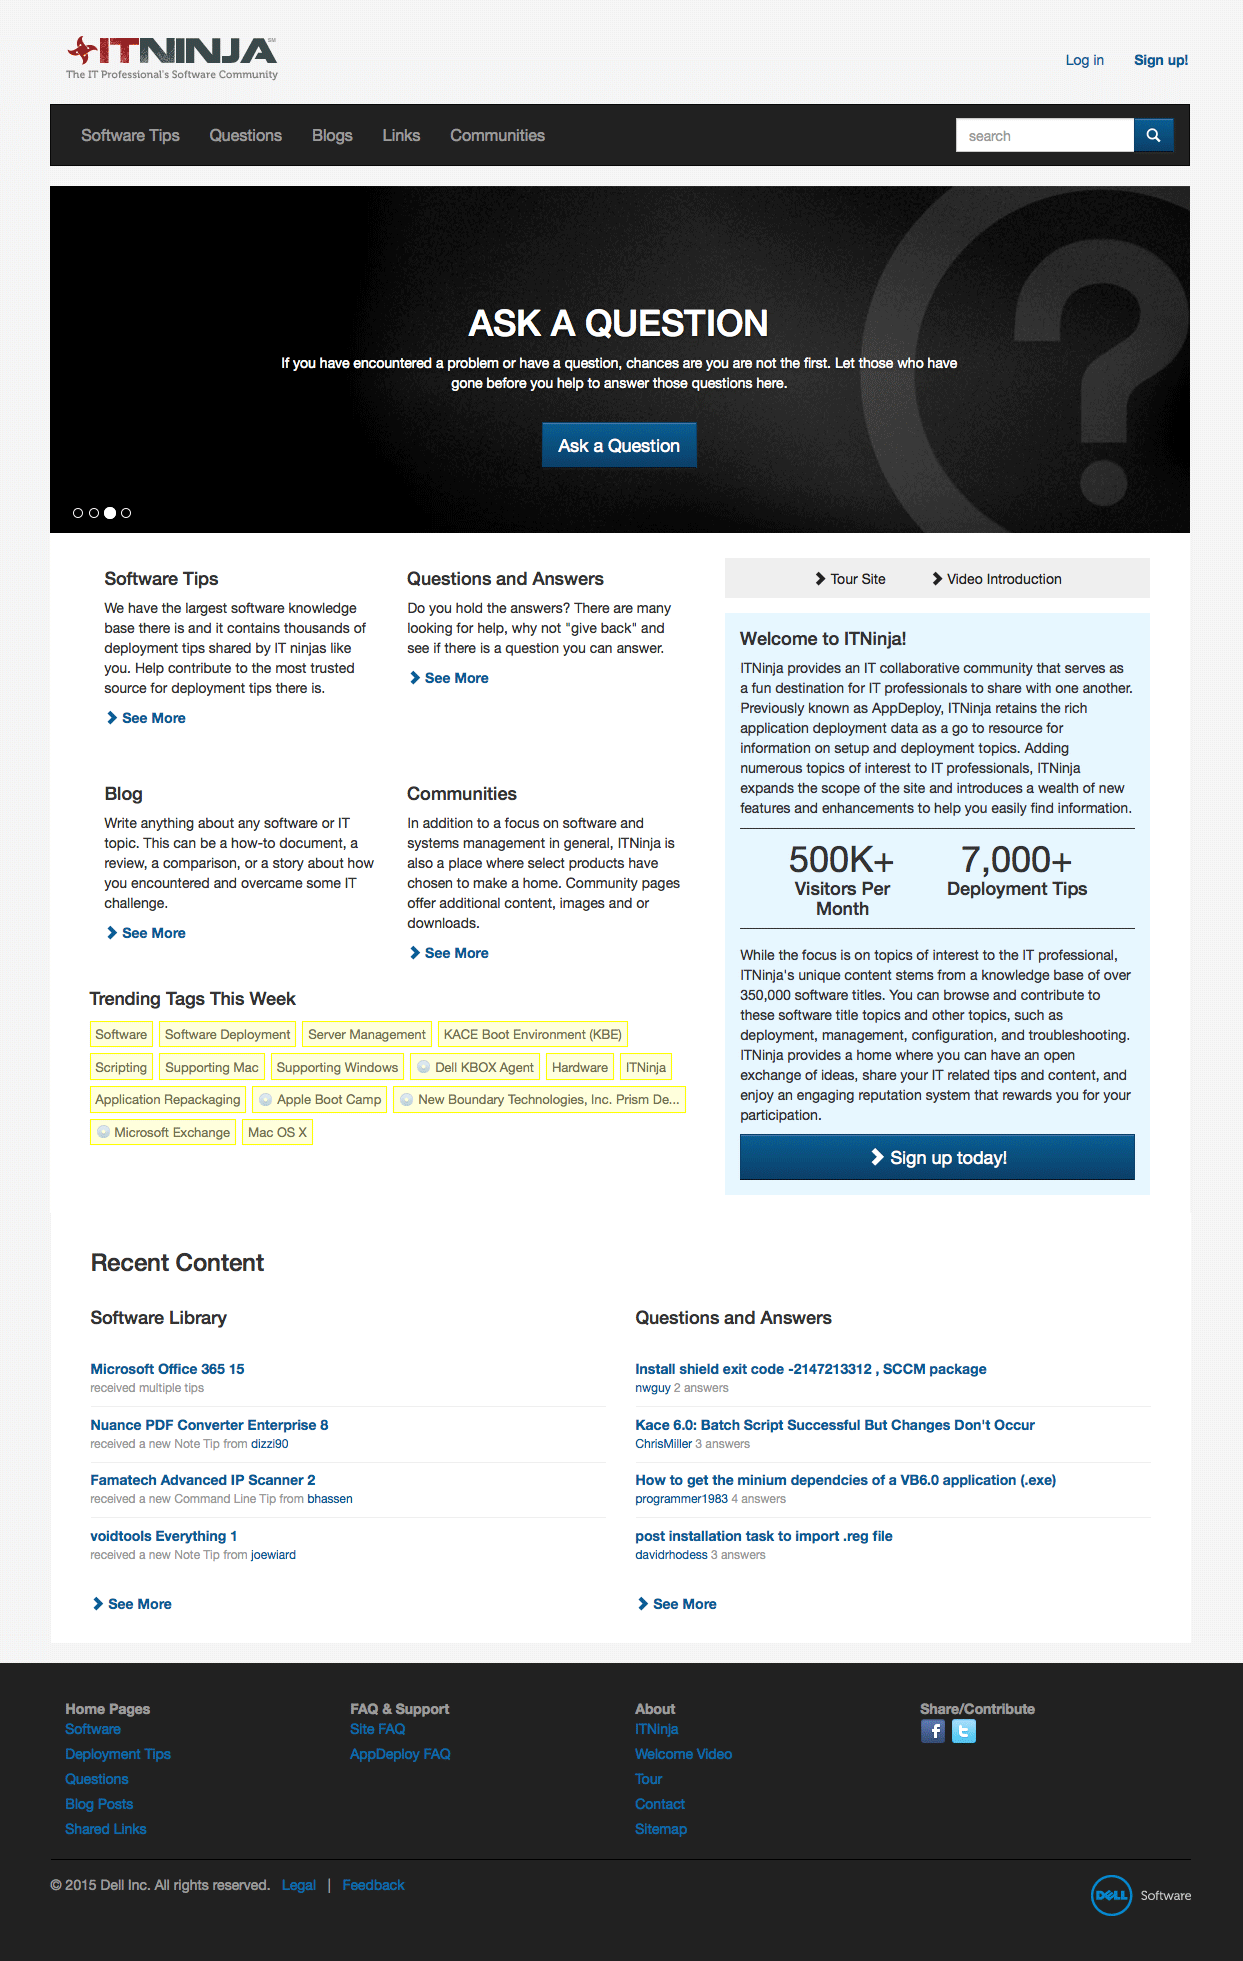 ITNINJA SM
The IT Professional's Software Community
Log in Sign up!
Software Tips Questions Blogs Links Communities
search
ASK A QUESTION
If you have encountered a problem or have a question, chances are you are not the first. Let those who have
gone before you help to answer those questions here.
Ask a Question
Software Tips
We have the largest software knowledge
base there is and it contains thousands of
deployment tips shared by IT ninjas like
you. Help contribute to the most trusted
source for deployment tips there is.
See More
Questions and Answers
Do you hold the answers? There are many
looking for help, why not "give back" and
see if there is a question you can answer.
See More
Blog
Write anything about any software or IT
topic. This can be a how-to document, a
review, a comparison, or a story about how
you encountered and overcame some IT
challenge.
See More
Communities
In addition to a focus on software and
systems management in general, ITNinja is
also a place where select products have
chosen to make a home. Community pages
offer additional content, images and or
downloads.
See More
Trending Tags This Week
Software Software Deployment Server Management KACE Boot Environment (KBE)
Scripting Supporting Mac Supporting Windows Dell KBOX Agent Hardware ITNinja
Application Repackaging Apple Boot Camp New Boundary Technologies, Inc. Prism De...
Microsoft Exchange Mac OS X
Tour Site Video Introduction
Welcome to ITNinja!
ITNinja provides an IT collaborative community that serves as
a fun destination for IT professionals to share with one another.
Previously known as AppDeploy, ITNinja retains the rich
application deployment data as a go to resource for
information on setup and deployment topics. Adding
numerous topics of interest to IT professionals, ITNinja
expands the scope of the site and introduces a wealth of new
features and enhancements to help you easily find information.
500K+
Visitors Per
Month
7,000+
Deployment Tips
While the focus is on topics of interest to the IT professional,
ITNinja's unique content stems from a knowledge base of over
350,000 software titles. You can browse and contribute to
these software title topics and other topics, such as
deployment, management, configuration, and troubleshooting.
ITNinja provides a home where you can have an open
exchange of ideas, share your IT related tips and content, and
enjoy an engaging reputation system that rewards you for your
participation.
Sign up today!
Recent Content
Software Library
Microsoft Office 365 15
received multiple tips
Nuance PDF Converter Enterprise 8
received a new Note Tip from dizzi90
Famatech Advanced IP Scanner 2
received a new Command Line Tip from bhassen
voidtools Everything 1
received a new Note Tip from joewiard
See More
Questions and Answers
Install shield exit code -2147213312 , SCCM package
nwguy 2 answers
Kace 6.0: Batch Script Successful But Changes Don't Occur
ChrisMiller 3 answers
How to get the minium dependcies of a VB6.0 application (.exe)
programmer1983 4 answers
post installation task to import .reg file
davidrhodess 3 answers
See More
Home Pages
Software
Deployment Tips
Questions
Blog Posts
Shared Links
FAQ & Support
Site FAQ
AppDeploy FAQ
About
ITNinja
Welcome Video
Tour
Contact
Sitemap
Share/Contribute
f t
© 2015 Dell Inc. All rights reserved. Legal | Feedback
DELL Software